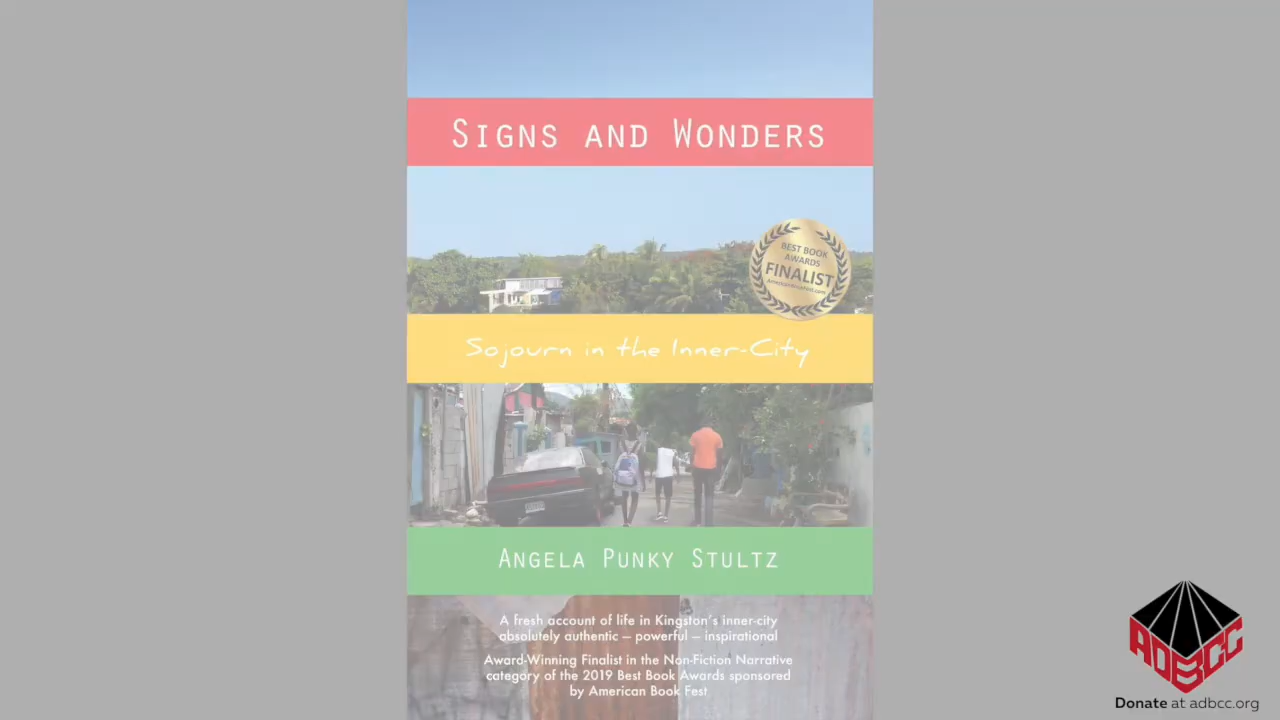 Signs and Wonders
BEST BOOK
AWARDS
FINALIST
Sojourn in the Inner-City
Angela Punky Stultz
A fresh account of life in Kingston's inner-city
absolutely authentic – powerful – inspirational
Award-Winning Finalist in the Non-Fiction Narrative
category of the 2019 Best Book Awards sponsored
by American Book Fest
ADBCC
Donate at adbcc.org